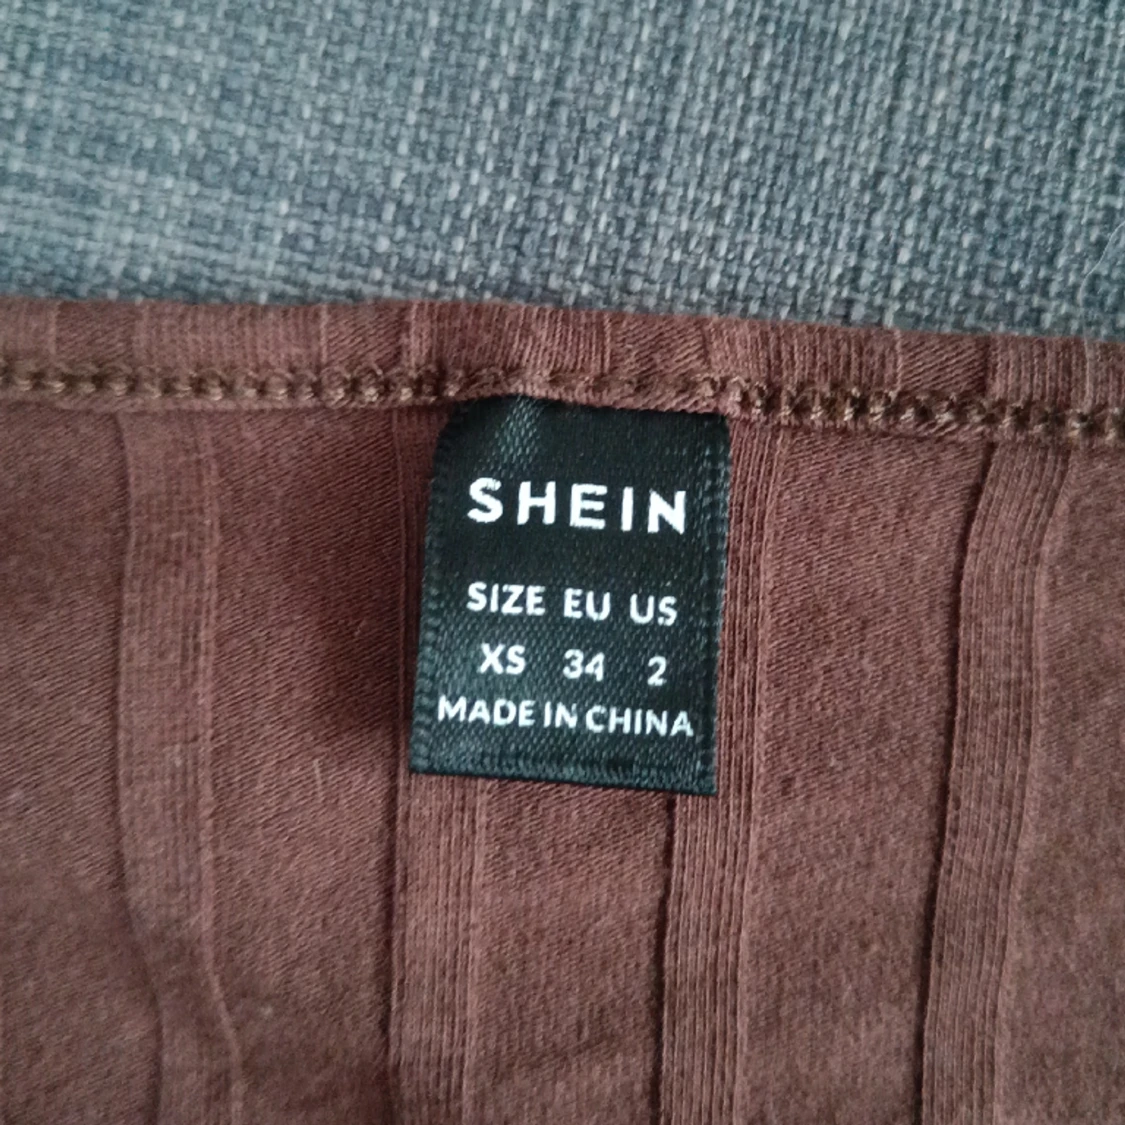 SHEIN
SIZE EU US
XS 34 2
MADE IN CHINA